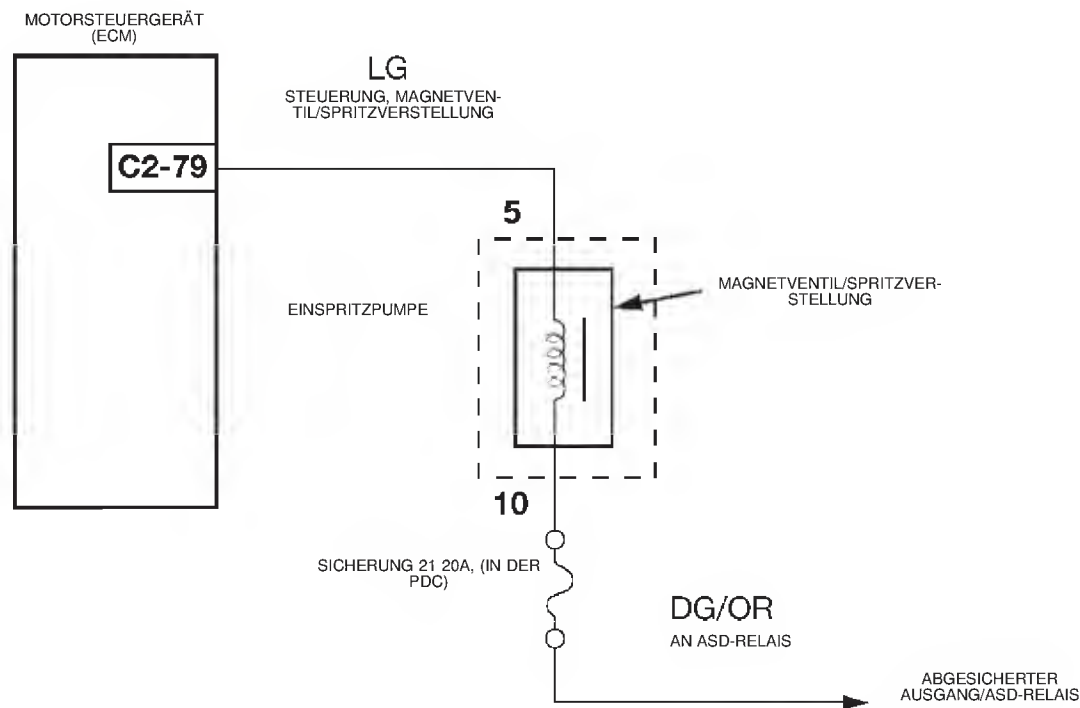 MOTORSTEUERGERÄT
(ECM)
LG
STEUERUNG, MAGNETVEN-
TIL/SPRITZVERSTELLUNG
C2-79
5
MAGNETVENTIL/SPRITZVER-
STELLUNG
EINSPRITZPUMPE
10
SICHERUNG 21 20A, (IN DER
PDC)
DG/OR
AN ASD-RELAIS
ABGESICHERTER
AUSGANG/ASD-RELAIS